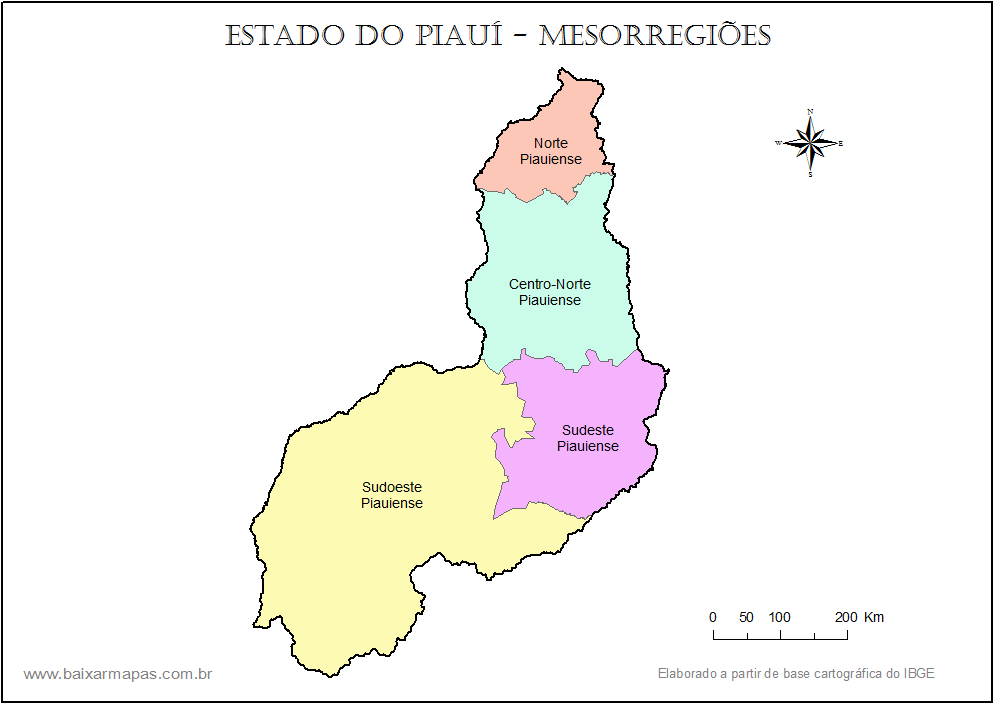 ESTADO DO PIAUÍ - MESORREGIÕES
N
W E
S
Norte
Piauiense
Centro-Norte
Piauiense
Sudeste
Piauiense
Sudoeste
Piauiense
0 50 100 200 Km
www.baixarmapas.com.br
Elaborado a partir de base cartográfica do IBGE